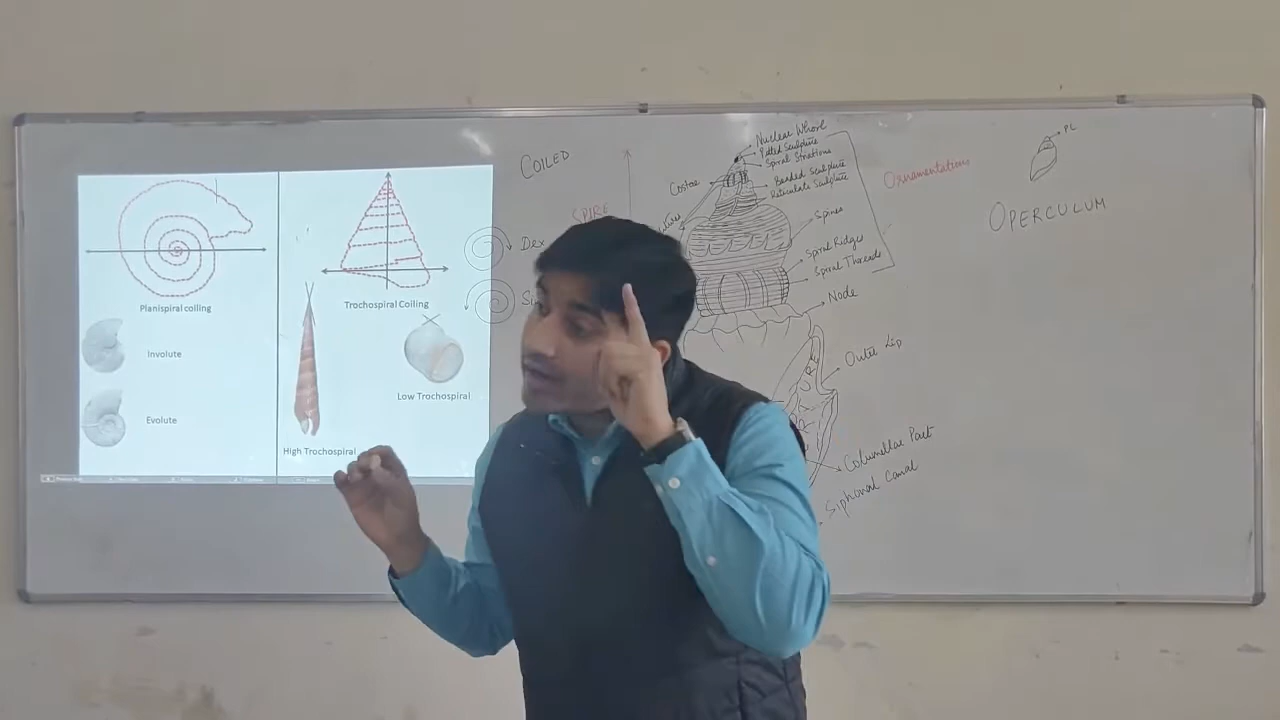 Planispiral coiling
Involute
Evolute
Trochospiral Coiling
Low Trochospiral
High Trochospiral
COILED
SPIRE
Dex
Sin
Nuclear Whorl
Pitted Sculpture
Spiral Striations
Beaded Sculpture
Reticulate Sculpture
Costae
Spines
Spiral Ridges
Spiral Threads
Node
Outer Lip
Columellar Part
Siphonal Canal
Ornamentations
PL
OPERCULUM